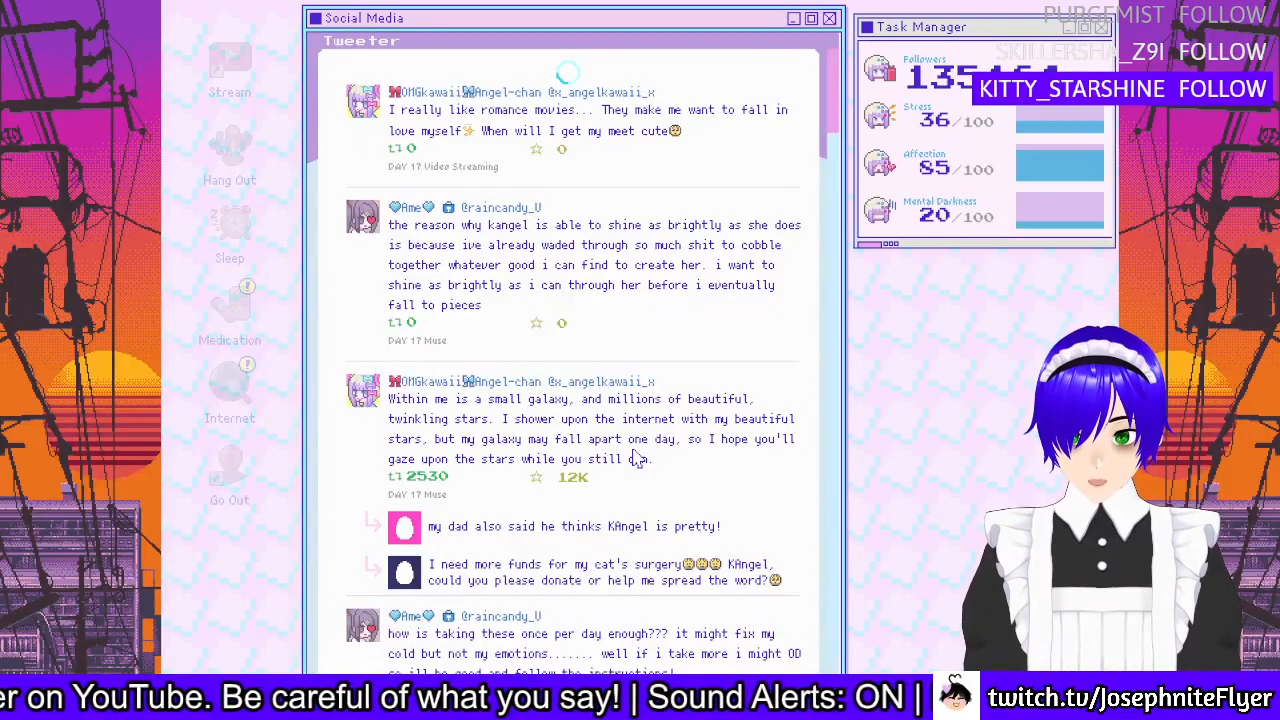 Social Media
Tweeter
OMGkawaii Angel-chan @x_angelkawaii_x
I really like romance movies... They make me want to fall in
love myself When will I get my meet cute
0 0
DAY 17 Video Streaming
Ame @raincandy_U
the reason why kangel is able to shine as brightly as she does
is because ive already waded through so much shit to cobble
together whatever good i can find to create her. i want to
shine as brightly as i can through her before i eventually
fall to pieces
0 0
DAY 17 Muse
OMGkawaii Angel-chan @x_angelkawaii_x
Within me is a small galaxy, and millions of beautiful,
twinkling stars. I shower upon the internet with my beautiful
stars, but my galaxy may fall apart one day, so I hope you'll
gaze while you still
2530 12K
DAY 17 Muse
my dad also said he thinks KAngel is pretty!
I need more funds for my cat's surgery KAngel,
could you please donate or help me spread the word?
Ame @raincandy_U
how is taking these once per day enough??? it might fix my
cold but not my emotions well if i take more i might OD
Stream
Hang Out
Sleep
Medication
Internet
Go Out
Task Manager
Followers
Stress
36/100
Affection
85/100
Mental Darkness
20/100
PURGEMIST FOLLOW
SKILLERSHA_Z9I FOLLOW
KITTY_STARSHINE FOLLOW
er on YouTube. Be careful of what you say! | Sound Alerts: ON |
twitch.tv/JosephniteFlyer